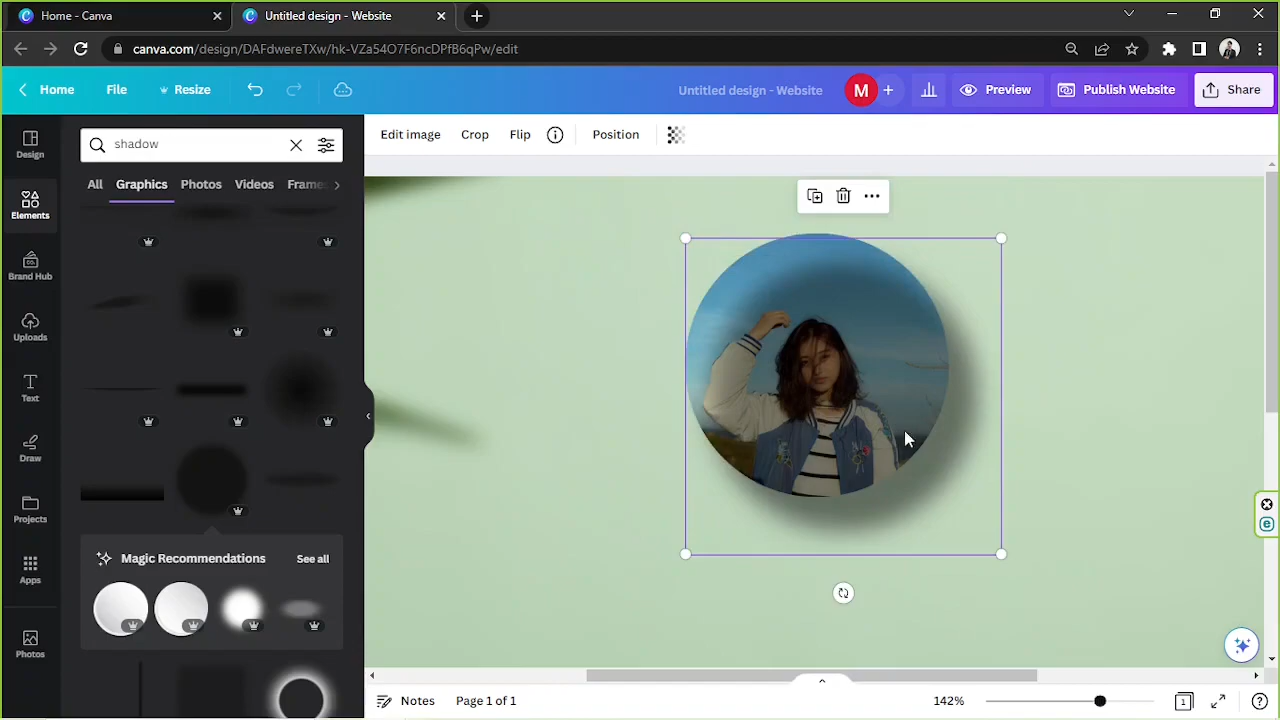 Home - Canva
Untitled design - Website
canva.com/design/DAFdwereTXw/hk-VZa54O7F6ncDPfB6qPw/edit
Home
File
Resize
Untitled design - Website
M
Preview
Publish Website
Share
Design
Elements
Brand Hub
Uploads
Text
Draw
Projects
Apps
Photos
shadow
All
Graphics
Photos
Videos
Frames
Magic Recommendations
See all
Edit image
Crop
Flip
Position
Notes
Page 1 of 1
142%
1